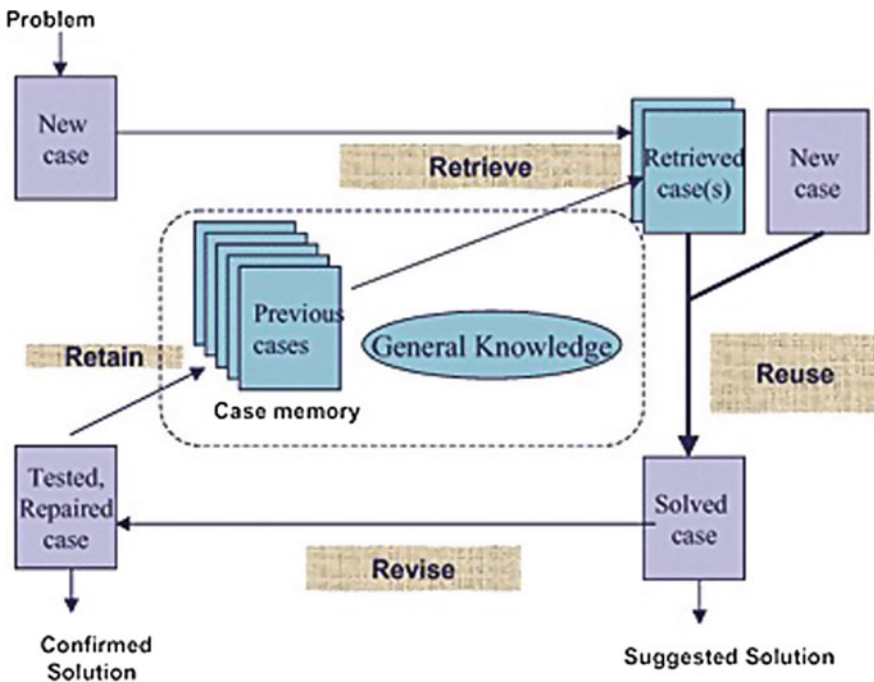 Problem
New
case
Retrieve
Retrieved
case(s)
New
case
Previous
cases
General Knowledge
Case memory
Retain
Reuse
Tested,
Repaired
case
Solved
case
Revise
Confirmed
Solution
Suggested Solution